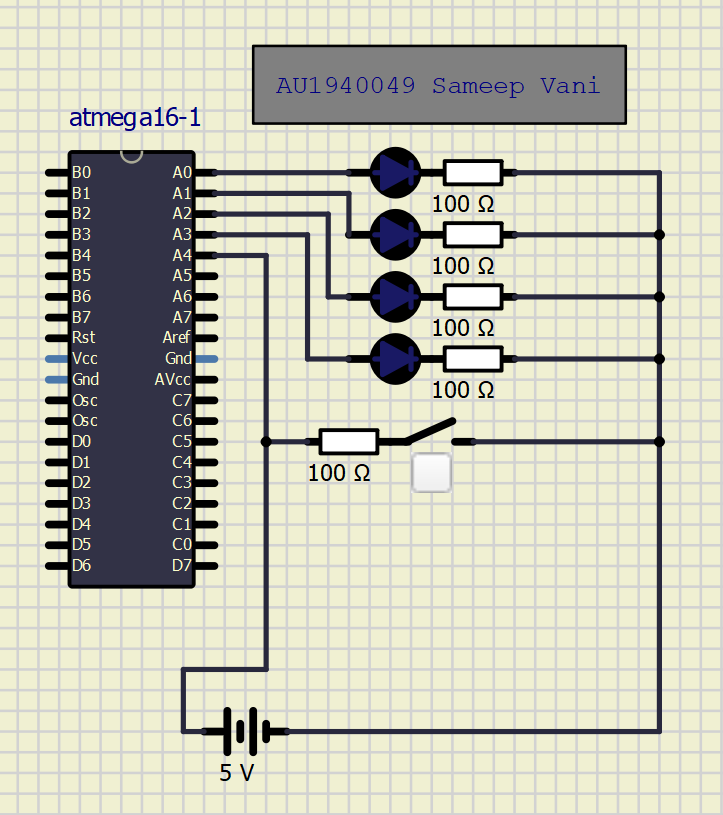 AU1940049 Sameep Vani
atmega16-1
B0 A0
B1 A1
B2 A2
B3 A3
B4 A4
B5 A5
B6 A6
B7 A7
Rst Aref
Vcc Gnd
Gnd AVcc
Osc C7
Osc C6
D0 C5
D1 C4
D2 C3
D3 C2
D4 C1
D5 C0
D6 D7
100 Ω
100 Ω
100 Ω
100 Ω
100 Ω
5 V